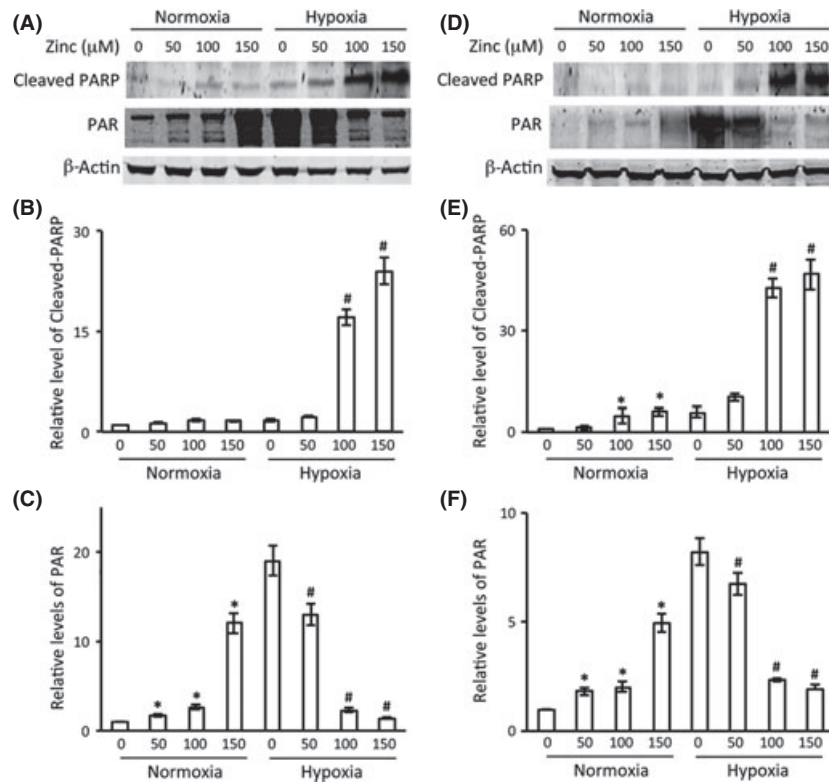 (A)
Normoxia Hypoxia
Zinc (µM) 0 50 100 150 0 50 100 150
Cleaved PARP
PAR
β-Actin
(D)
Normoxia Hypoxia
Zinc (µM) 0 50 100 150 0 50 100 150
Cleaved PARP
PAR
β-Actin
(B)
Relative level of Cleaved-PARP
30
15
0
# #
0 50 100 150 0 50 100 150
Normoxia Hypoxia
(E)
Relative level of Cleaved-PARP
60
30
0
* * # #
0 50 100 150 0 50 100 150
Normoxia Hypoxia
(C)
Relative levels of PAR
20
10
0
* * * # # #
0 50 100 150 0 50 100 150
Normoxia Hypoxia
(F)
Relative levels of PAR
10
5
0
* * * # # #
0 50 100 150 0 50 100 150
Normoxia Hypoxia